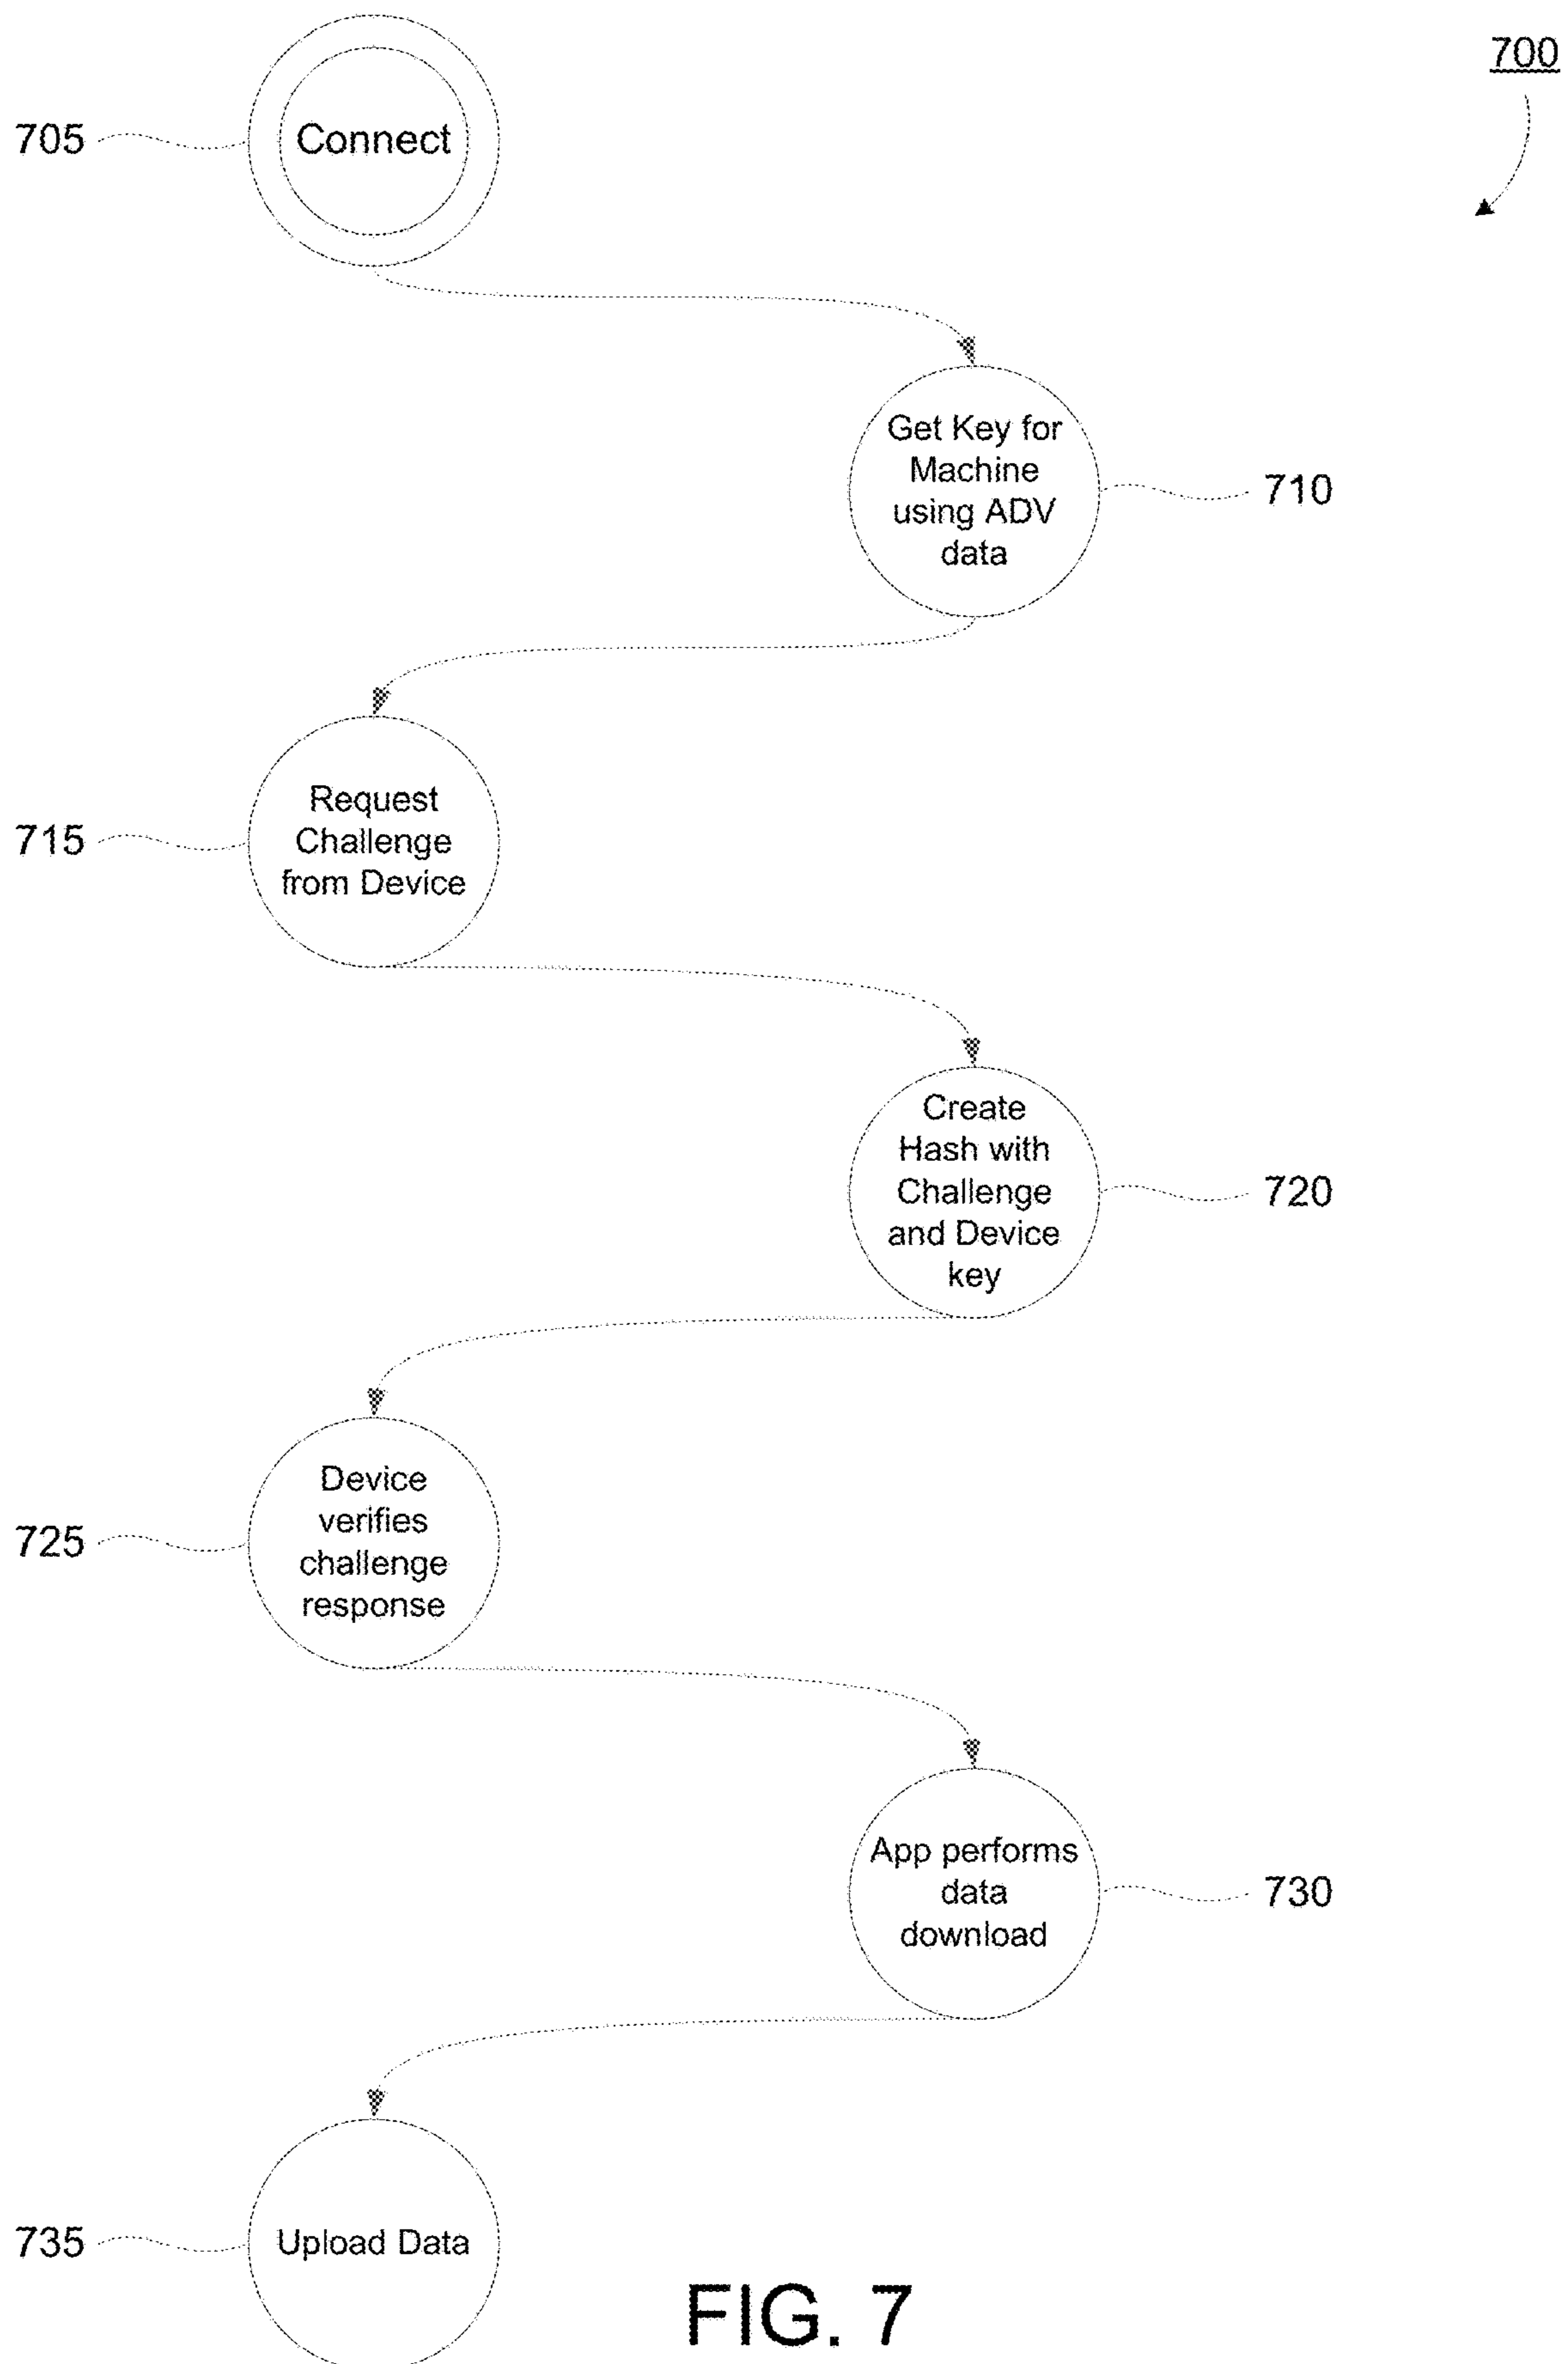 700
705
Connect
Get Key for
Machine
using ADV
data
710
Request
Challenge
from Device
715
Create
Hash with
Challenge
and Device
key
720
Device
verifies
challenge
response
725
App performs
data
download
730
735
Upload Data
FIG. 7